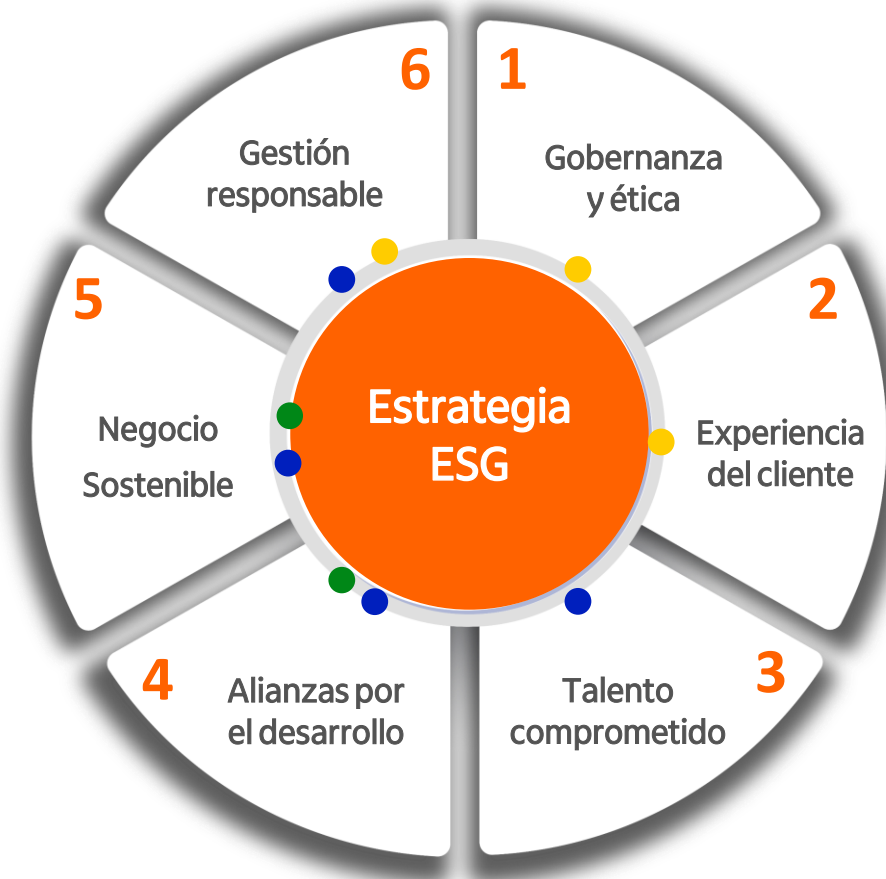 Estrategia
ESG
1
Gobernanza
y ética
2
Experiencia
del cliente
3
Talento
comprometido
4
Alianzas por
el desarrollo
5
Negocio
Sostenible
6
Gestión
responsable